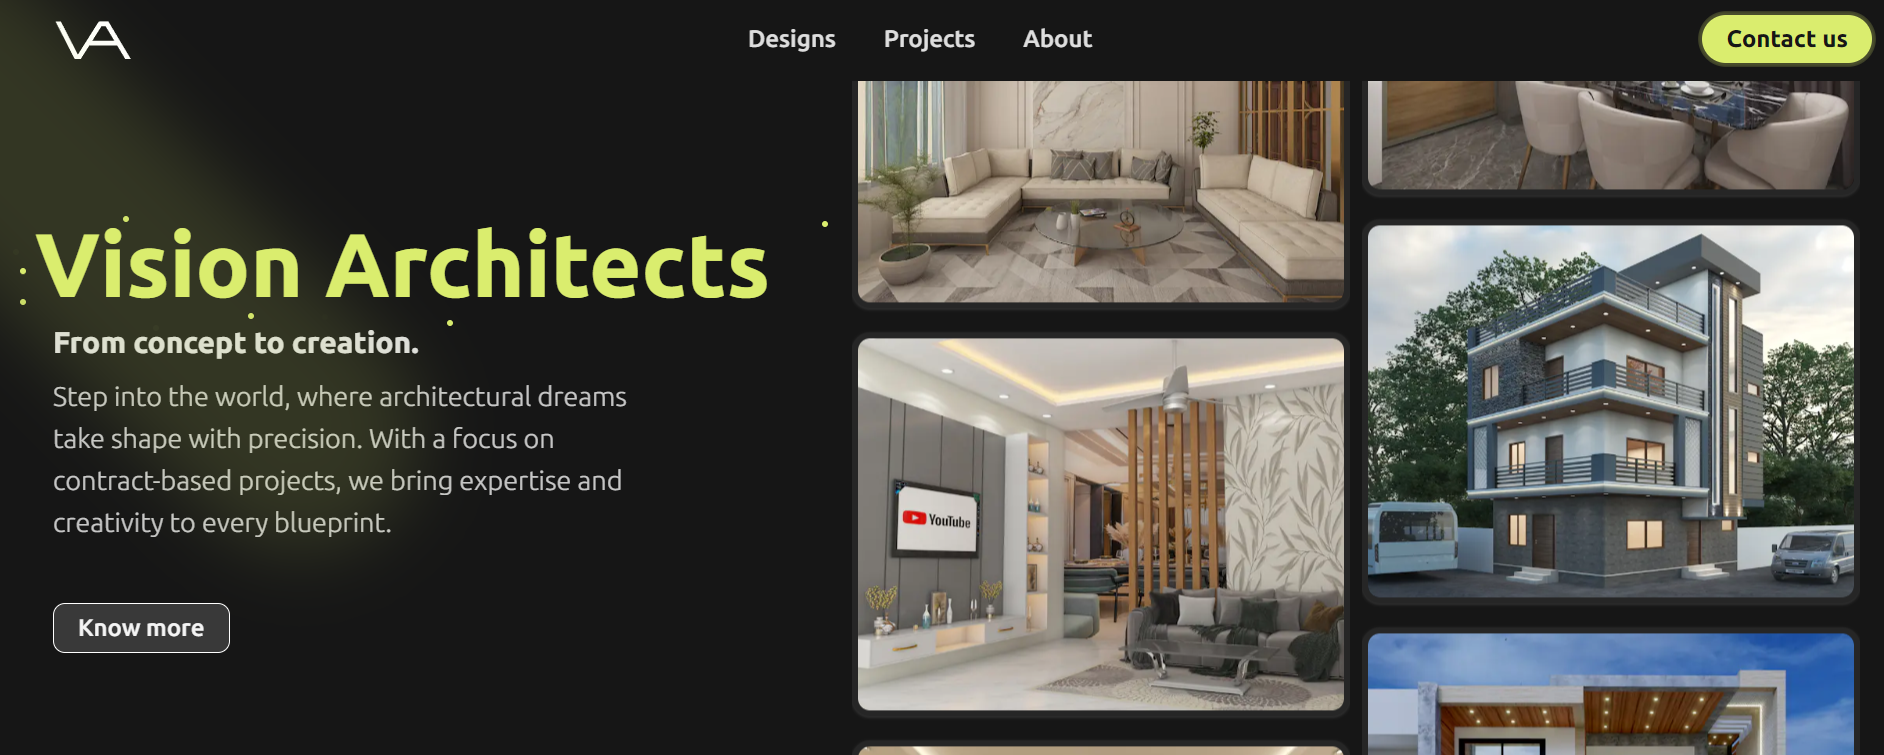 VA
Designs
Projects
About
Contact us
Vision Architects
From concept to creation.
Step into the world, where architectural dreams
take shape with precision. With a focus on
contract-based projects, we bring expertise and
creativity to every blueprint.
Know more
YouTube